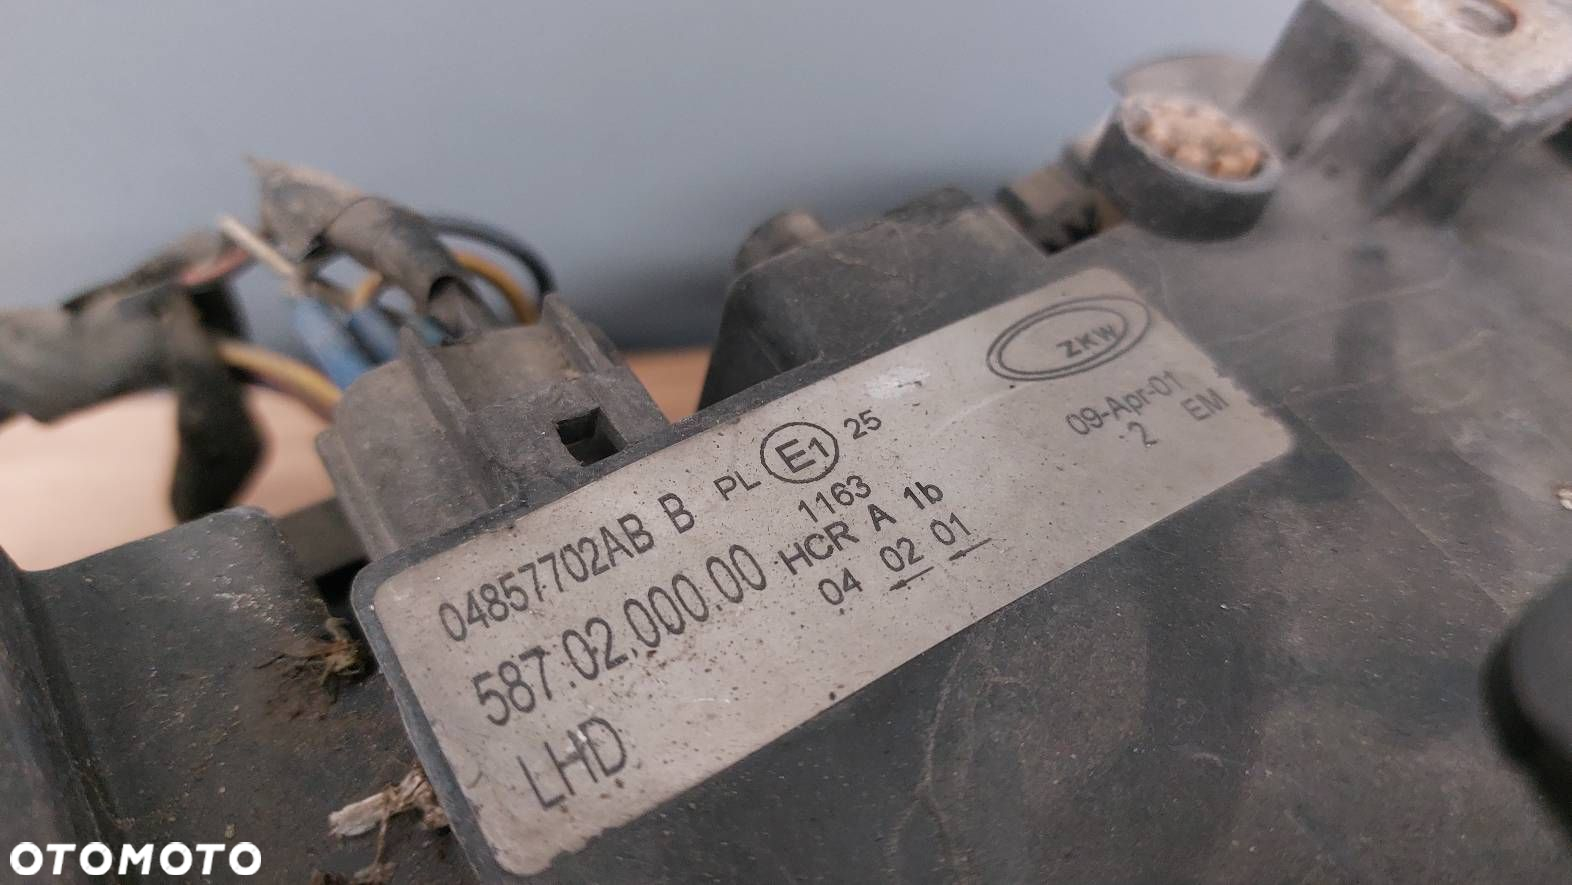 ZKW
09-Apr-01
2 EM
04857702AB B
587.02.000.00
LHD
PL E1 25
1163
HCR A 1b
04 02 01
OTOMOTO